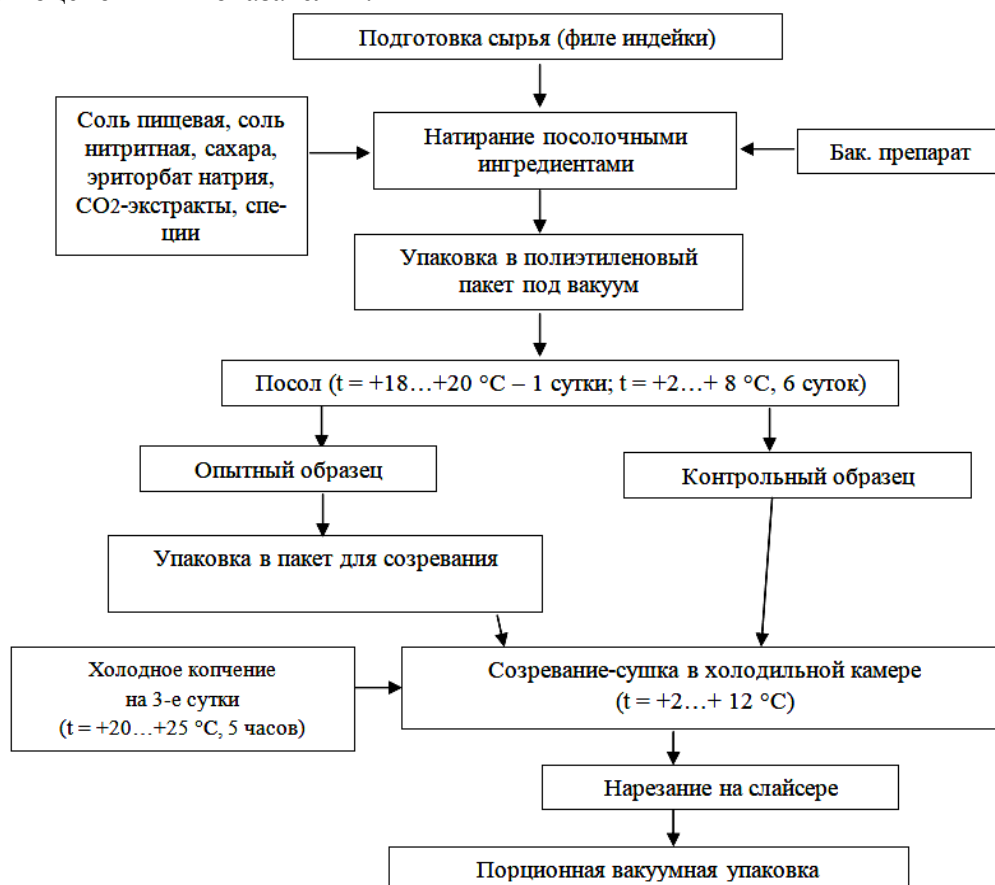 Подготовка сырья (филе индейки)
Соль пищевая, соль
нитритная, сахара,
эриторбат натрия,
СО2-экстракты, спе-
ции
Натирание посолочными
ингредиентами
Бак. препарат
Упаковка в полиэтиленовый
пакет под вакуум
Посол (t = +18…+20 °С – 1 сутки; t = +2…+ 8 °С, 6 суток)
Опытный образец
Контрольный образец
Упаковка в пакет для созревания
Холодное копчение
на 3-е сутки
(t = +20…+25 °С, 5 часов)
Созревание-сушка в холодильной камере
(t = +2…+ 12 °С)
Нарезание на слайсере
Порционная вакуумная упаковка